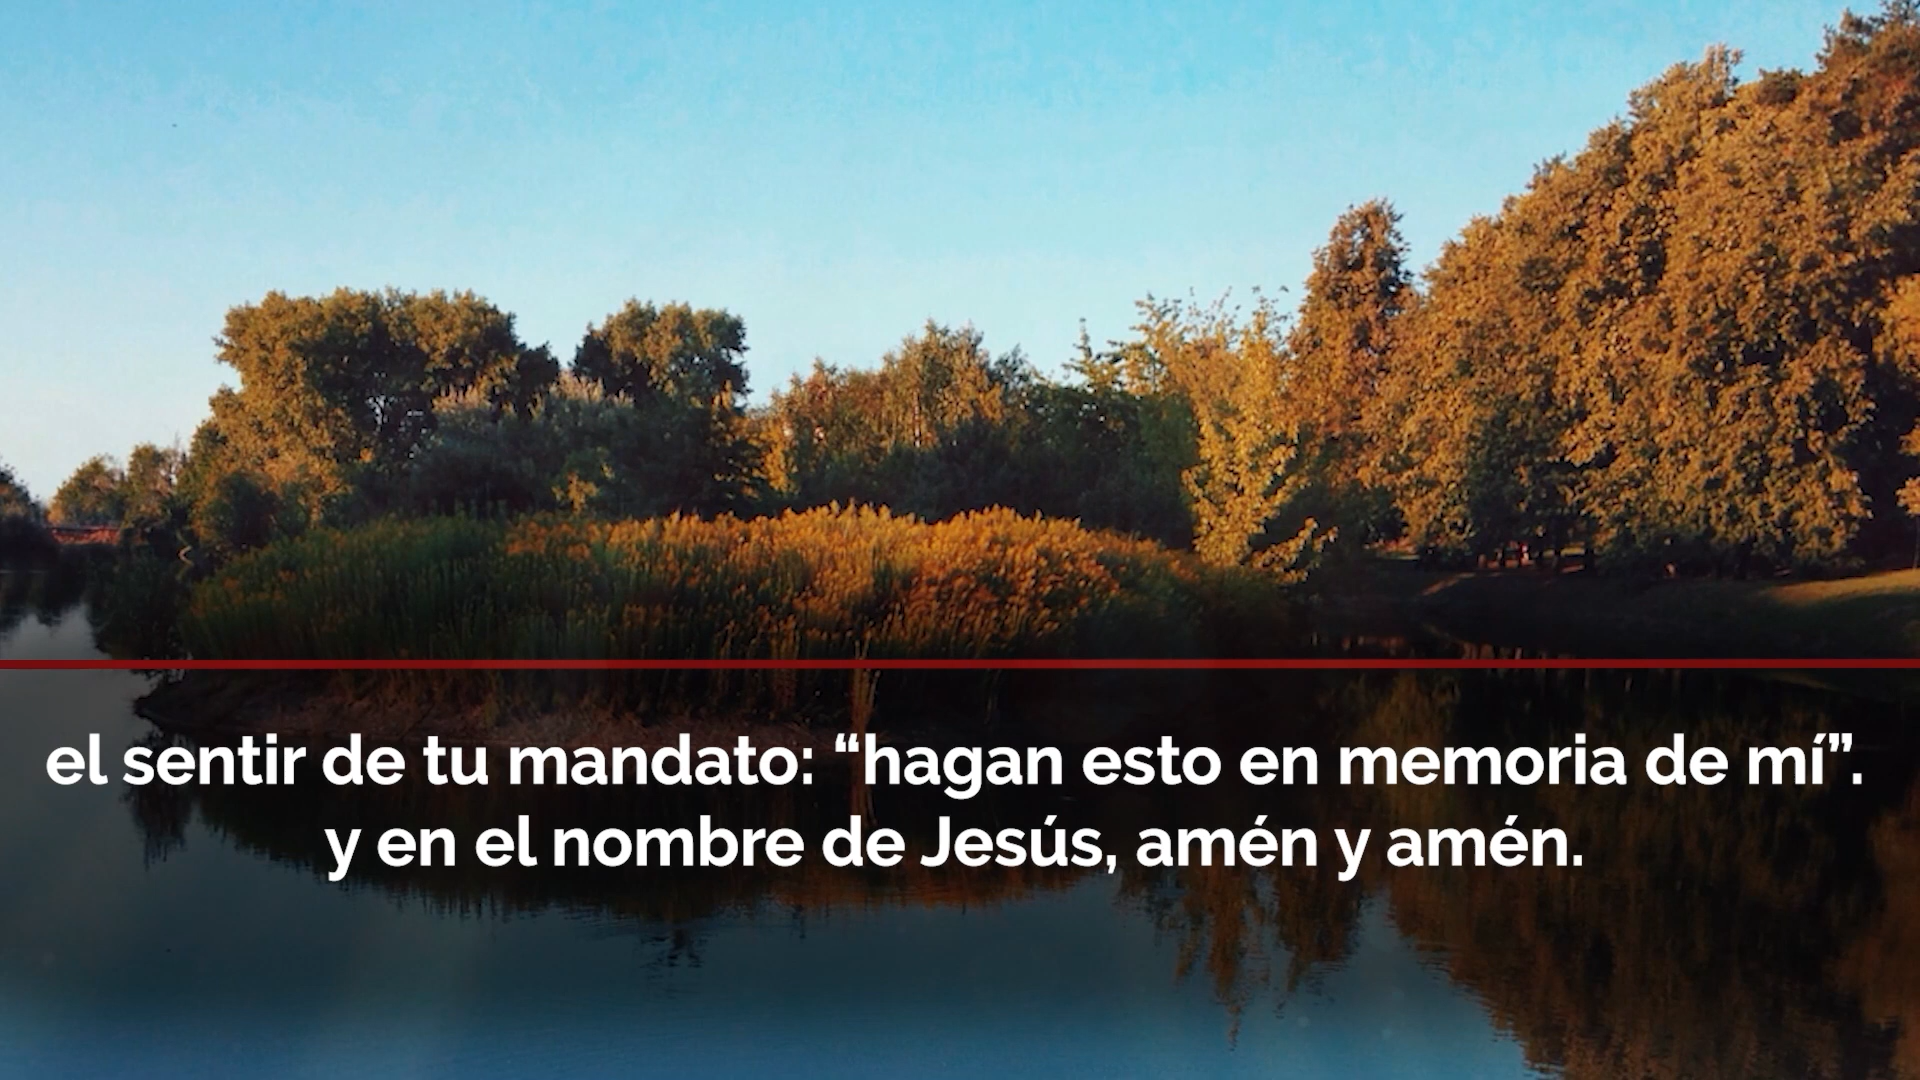 el sentir de tu mandato: “hagan esto en memoria de mí”.
y en el nombre de Jesús, amén y amén.